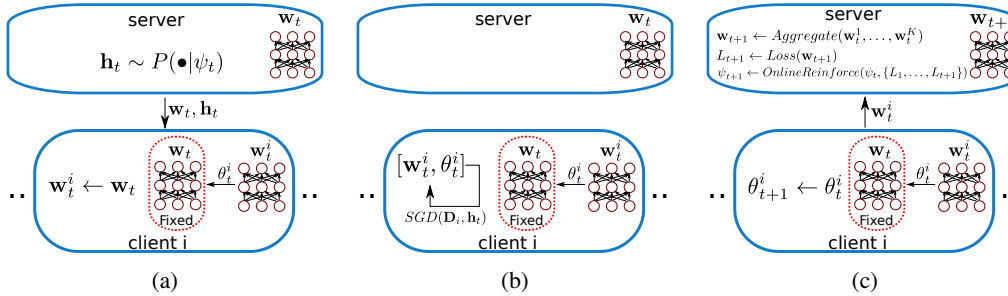 server
w_t
h_t ∼ P(●|ψ_t)
w_t, h_t
w_t^i ← w_t
w_t
θ_t^i
w_t^i
Fixed
client i
..
..
(a)
server
w_t
[w_t^i, θ_t^i]
SGD(D_i, h_t)
w_t
θ_t^i
w_t^i
Fixed
client i
..
(b)
server
w_{t+
w_{t+1} ← Aggregate(w_t^1, . . . , w_t^K)
L_{t+1} ← Loss(w_{t+1})
ψ_{t+1} ← OnlineReinforce(ψ_t, {L_1, . . . , L_{t+1}})
w_t^i
θ_{t+1}^i ← θ_t^i
w_t
θ_t^i
w_t^i
Fixed
client i
..
..
(c)